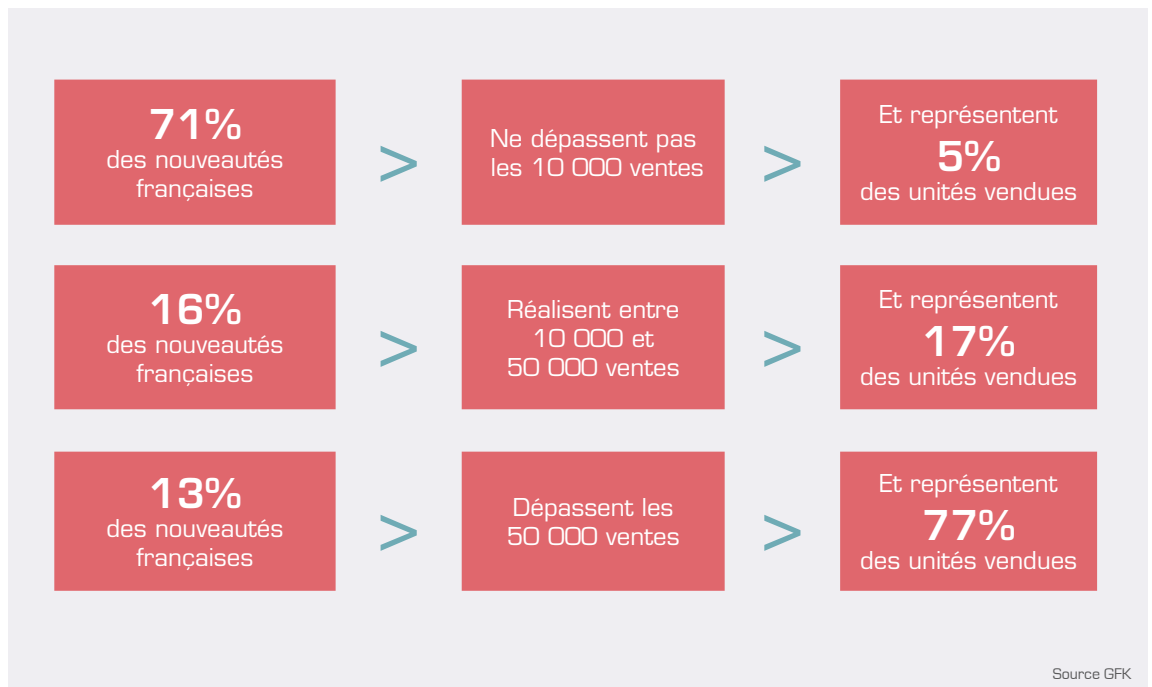 71%
des nouveautés
françaises
>
Ne dépassent pas
les 10 000 ventes
>
Et représentent
5%
des unités vendues
16%
des nouveautés
françaises
>
Réalisent entre
10 000 et
50 000 ventes
>
Et représentent
17%
des unités vendues
13%
des nouveautés
françaises
>
Dépassent les
50 000 ventes
>
Et représentent
77%
des unités vendues
Source GFK